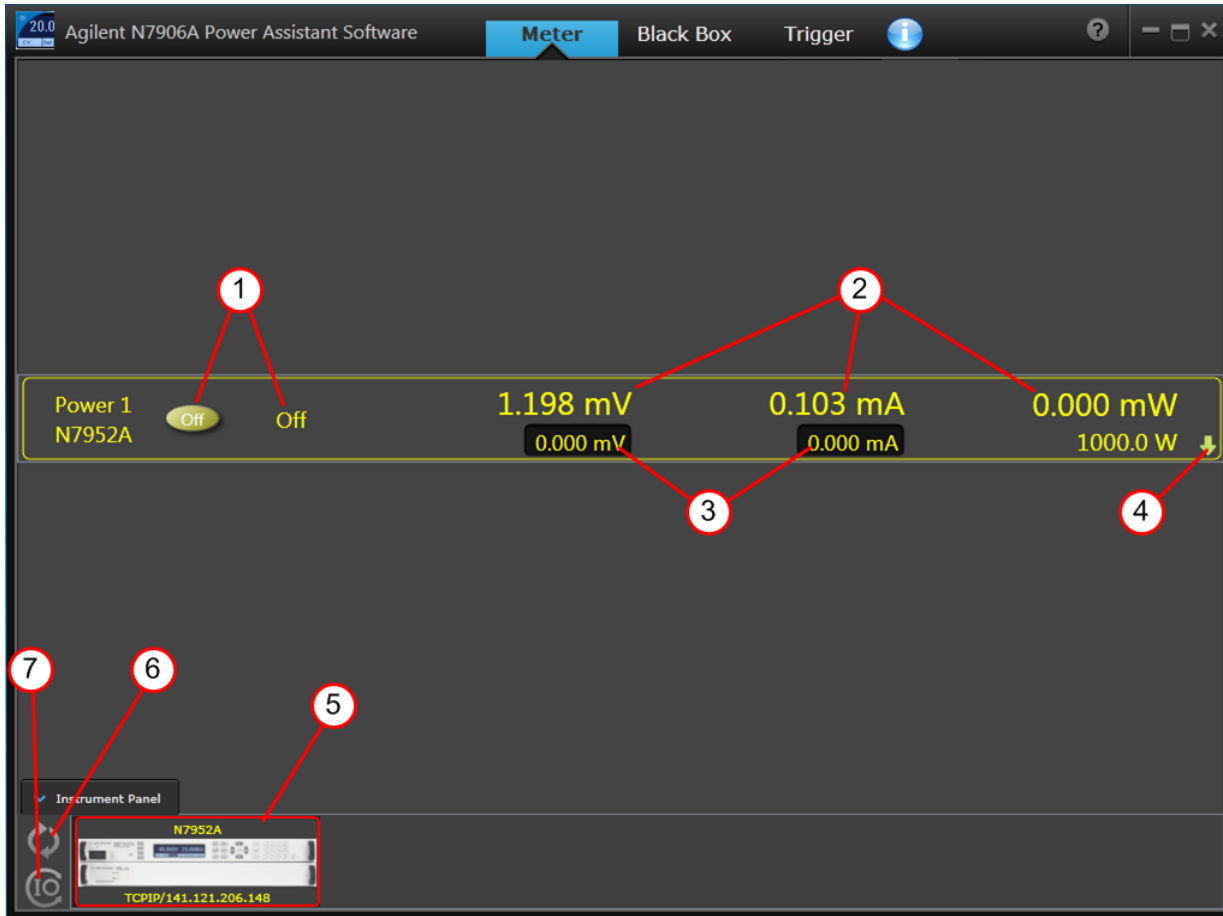 20.0
Agilent N7906A Power Assistant Software
Meter
Black Box
Trigger
1
2
Power 1
N7952A
Off
Off
1.198 mV
0.000 mV
0.103 mA
0.000 mA
0.000 mW
1000.0 W
3
4
7
6
5
Instrument Panel
N7952A
IO
TCPIP/141.121.206.148